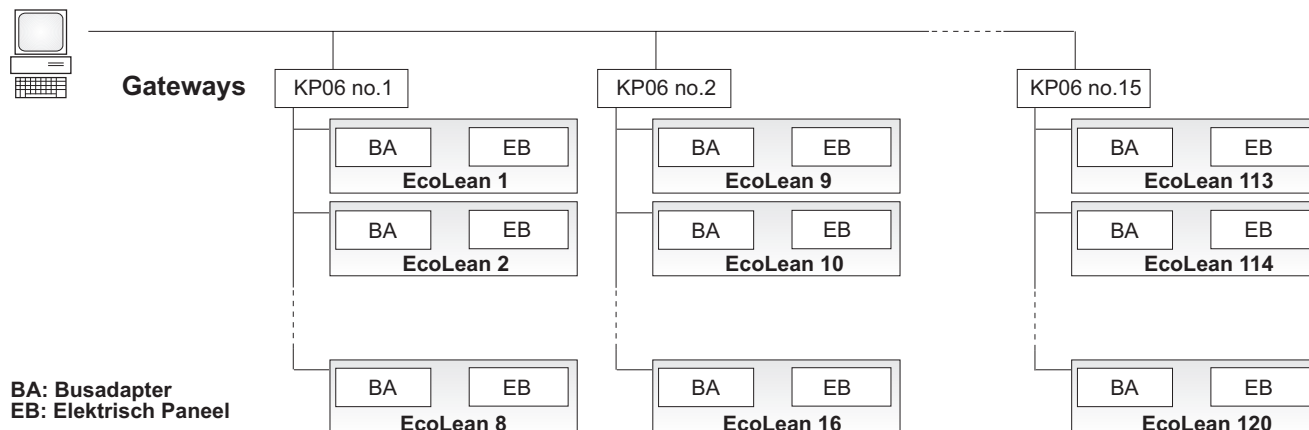 Gateways
KP06 no.1
KP06 no.2
KP06 no.15
BA EB
EcoLean 1
BA EB
EcoLean 9
BA EB
EcoLean 113
BA EB
EcoLean 2
BA EB
EcoLean 10
BA EB
EcoLean 114
BA EB
EcoLean 8
BA EB
EcoLean 16
BA EB
EcoLean 120
BA: Busadapter
EB: Elektrisch Paneel